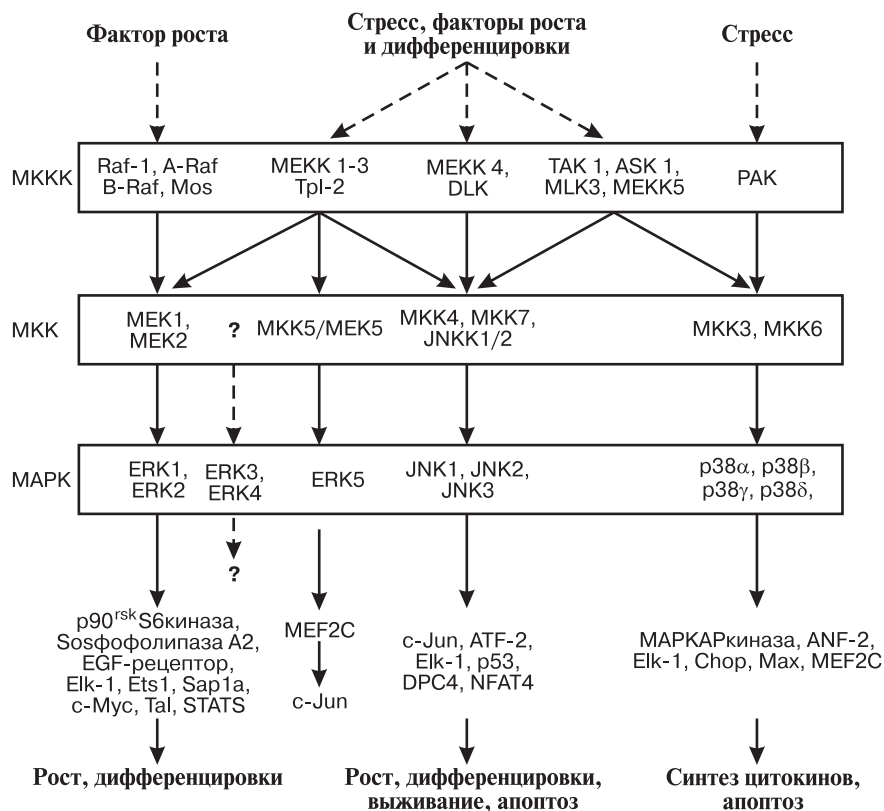 Фактор роста
Стресс, факторы роста
и дифференцировки
Стресс
МККК
Raf-1, A-Raf
B-Raf, Mos
MEKK 1-3
Tpl-2
MEKK 4,
DLK
TAK 1, ASK 1,
MLK3, MEKK5
PAK
МКК
MEK1,
MEK2
?
MKK5/MEK5
MKK4, MKK7,
JNKK1/2
MKK3, MKK6
МАРК
ERK1,
ERK2
ERK3,
ERK4
ERK5
JNK1, JNK2,
JNK3
p38α, p38β,
p38γ, p38δ,
?
p90rskS6киназа,
Sosфофолипаза A2,
EGF-рецептор,
Elk-1, Ets1, Sap1a,
c-Myc, Tal, STATS
MEF2C
c-Jun
c-Jun, ATF-2,
Elk-1, p53,
DPC4, NFAT4
MAPKAPкиназа, ANF-2,
Elk-1, Chop, Max, MEF2C
Рост, дифференцировки
Рост, дифференцировки,
выживание, апоптоз
Синтез цитокинов,
апоптоз